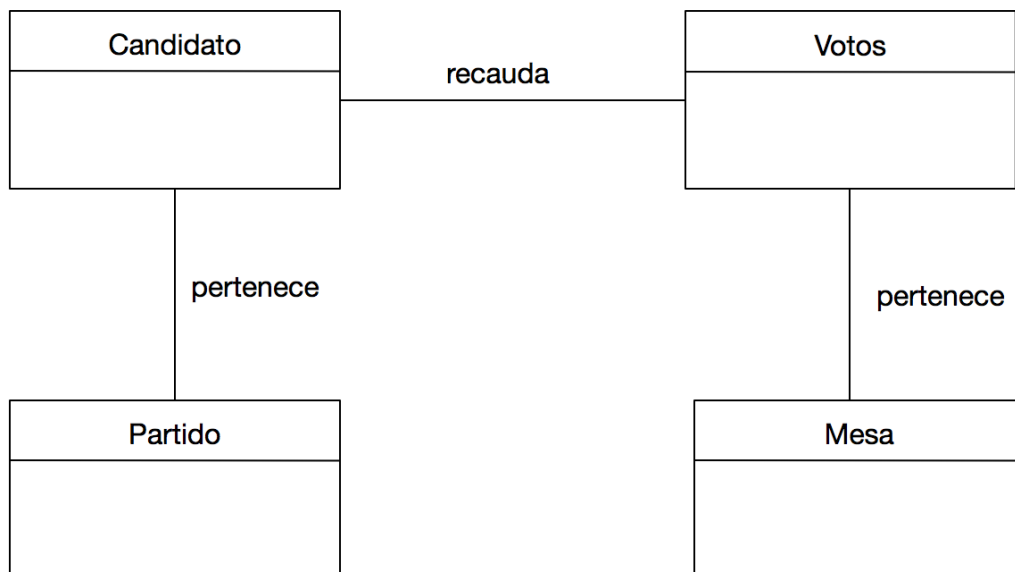 Candidato
Votos
recauda
pertenece
pertenece
Partido
Mesa